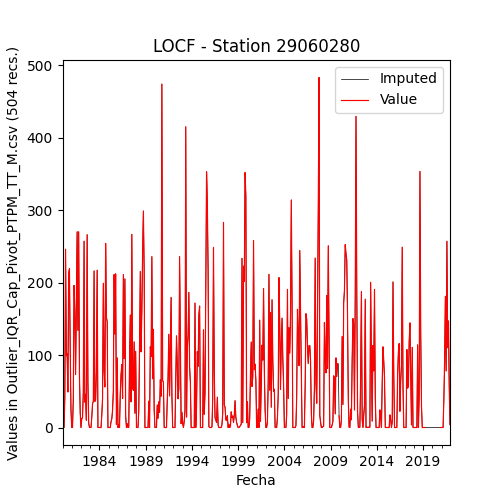 LOCF - Station 29060280
Imputed
Value
500
400
300
200
100
0
Values in Outlier_IQR_Cap_Pivot_PTPM_TT_M.csv (504 recs.)
1984 1989 1994 1999 2004 2009 2014 2019
Fecha